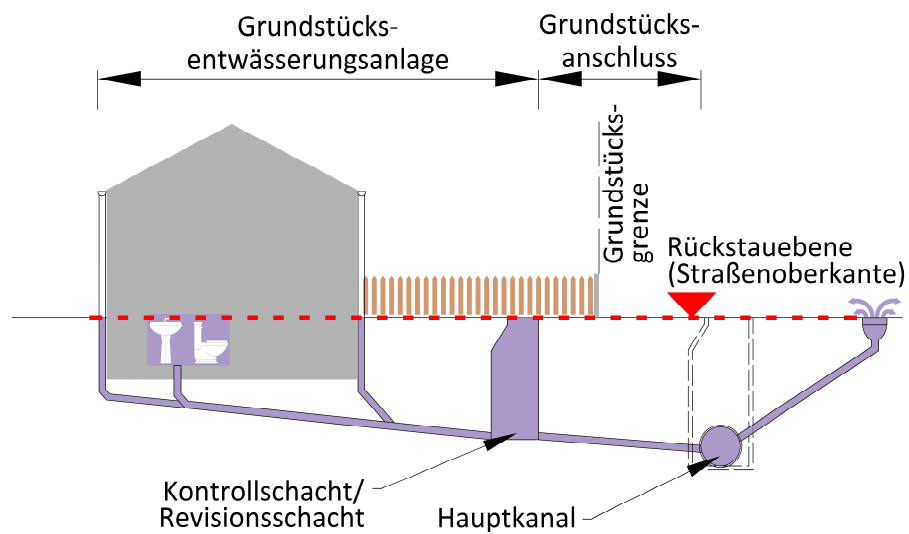 Grundstücks-
entwässerungsanlage
Grundstücks-
anschluss
Grundstücks-
grenze
Rückstauebene
(Straßenoberkante)
Kontrollschacht/
Revisionsschacht
Hauptkanal